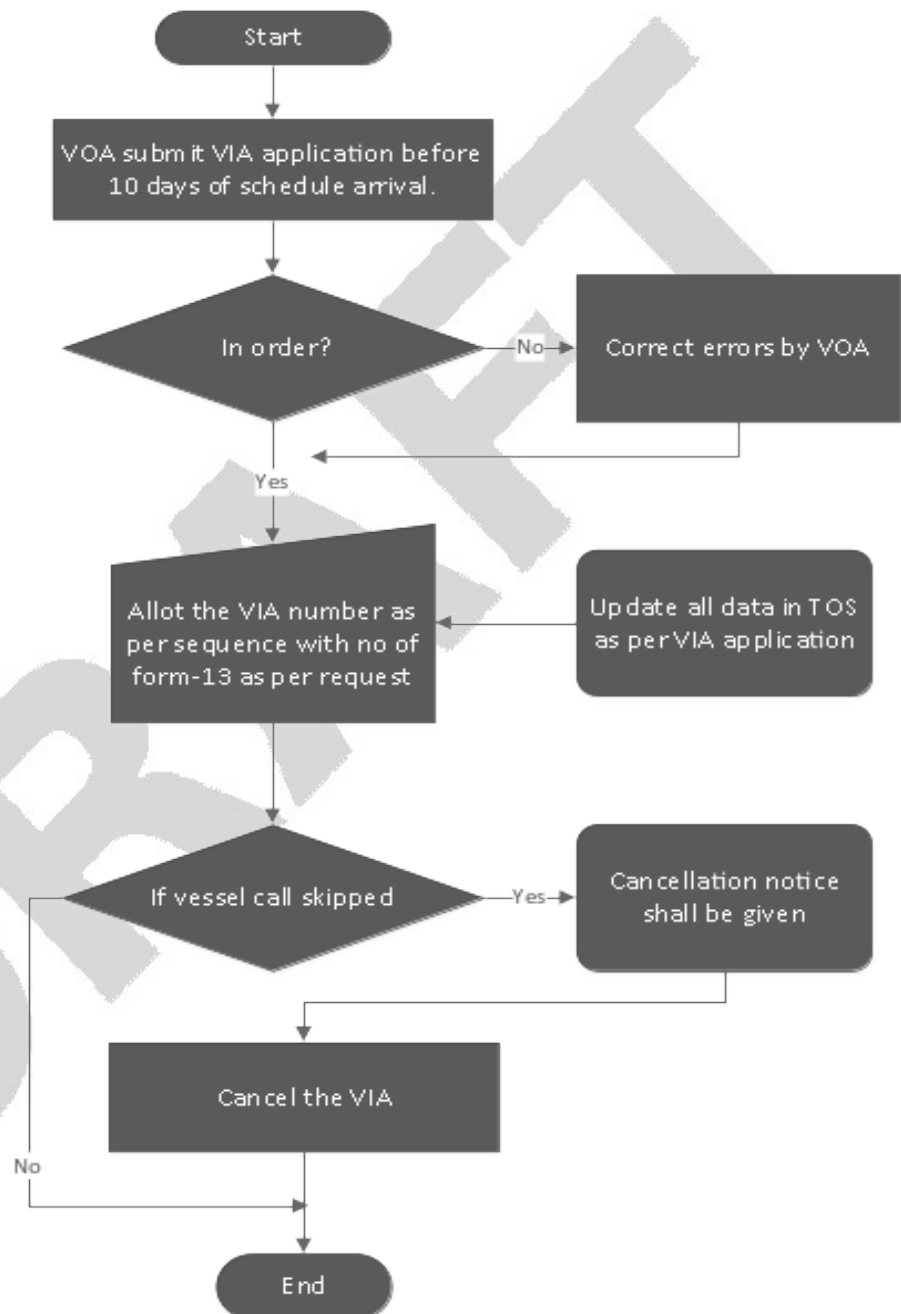 Start
VOA submit VIA application before
10 days of schedule arrival.
In order?
No
Correct errors by VOA
Yes
Allot the VIA number as
per sequence with no of
form-13 as per request
Update all data in TOS
as per VIA application
If vessel call skipped
Yes
Cancellation notice
shall be given
Cancel the VIA
No
End
DRAFT